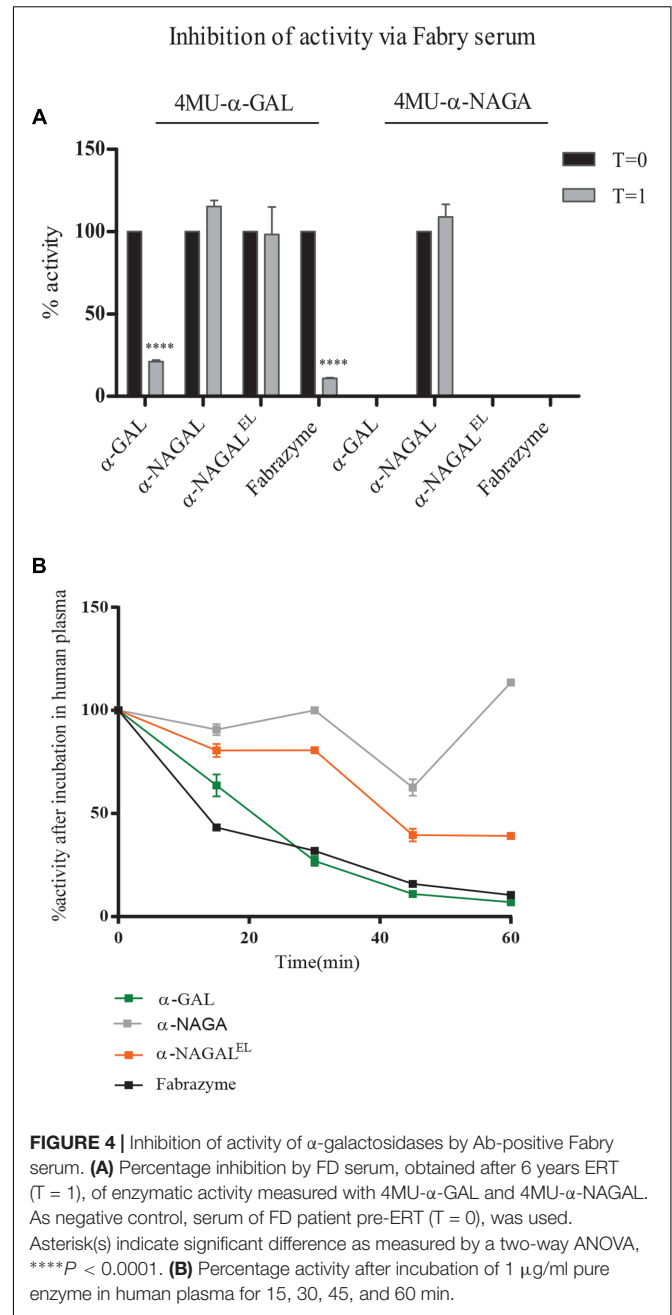 Inhibition of activity via Fabry serum
4MU-α-GAL
4MU-α-NAGA
A
150
100
50
0
% activity
T=0
T=1
****
****
α-GAL
α-NAGAL
α-NAGAL^EL
Fabrazyme
α-GAL
α-NAGAL
α-NAGAL^EL
Fabrazyme
B
150
100
50
0
%activity after incubation in human plasma
0
20
40
60
Time(min)
α-GAL
α-NAGA
α-NAGAL^EL
Fabrazyme
FIGURE 4 | Inhibition of activity of α-galactosidases by Ab-positive Fabry
serum. (A) Percentage inhibition by FD serum, obtained after 6 years ERT
(T = 1), of enzymatic activity measured with 4MU-α-GAL and 4MU-α-NAGAL.
As negative control, serum of FD patient pre-ERT (T = 0), was used.
Asterisk(s) indicate significant difference as measured by a two-way ANOVA,
****P < 0.0001. (B) Percentage activity after incubation of 1 μg/ml pure
enzyme in human plasma for 15, 30, 45, and 60 min.